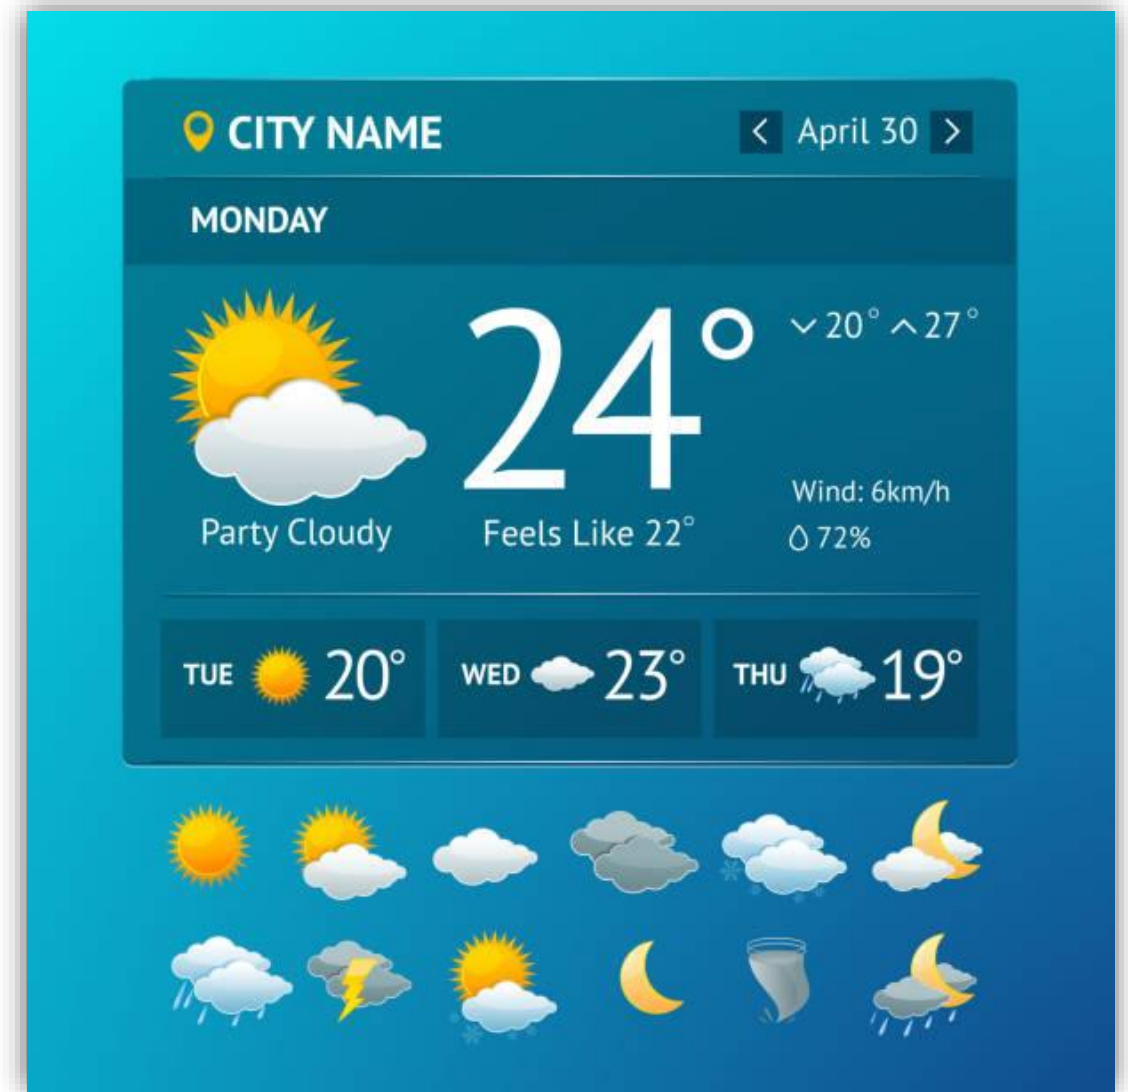 CITY NAME
< April 30 >
MONDAY
24° 20° 27°
Wind: 6km/h
Party Cloudy Feels Like 22° 72%
TUE 20° WED 23° THU 19°